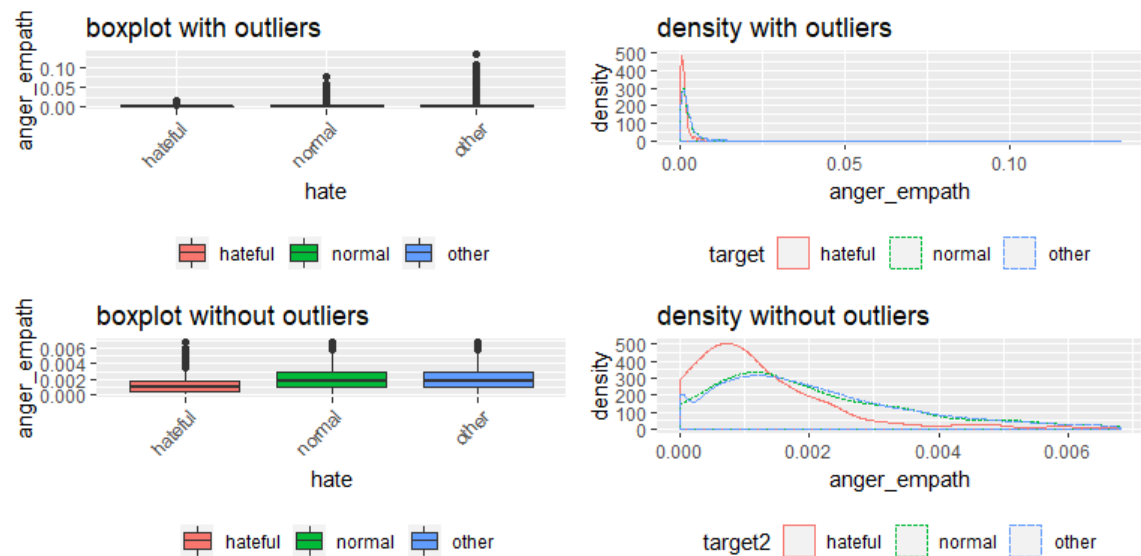 boxplot with outliers
anger_empath
0.10
0.05
0.00
hateful
normal
other
hate
hateful normal other
density with outliers
density
500
400
300
200
100
0
0.00 0.05 0.10
anger_empath
target hateful normal other
boxplot without outliers
anger_empath
0.006
0.004
0.002
0.000
hateful
normal
other
hate
hateful normal other
density without outliers
density
500
400
300
200
100
0
0.000 0.002 0.004 0.006
anger_empath
target2 hateful normal other